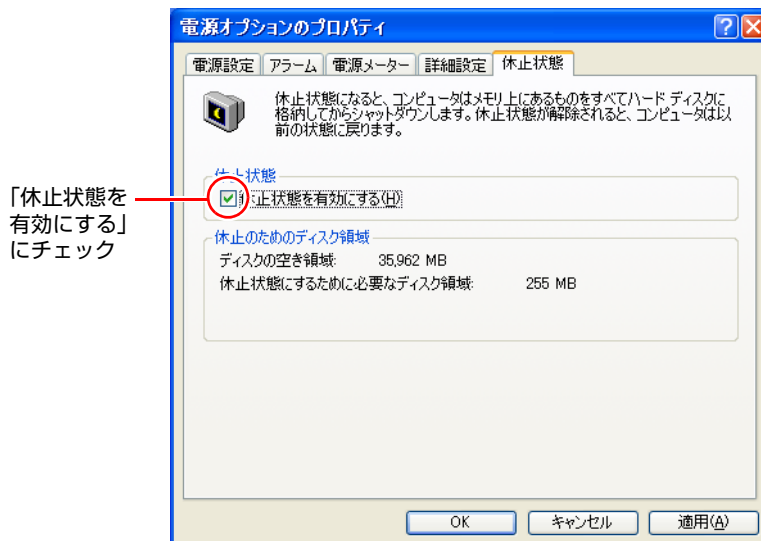 電源オプションのプロパティ
電源設定 アラーム 電源メーター 詳細設定 休止状態
休止状態になると、コンピュータはメモリ上にあるものをすべてハード ディスクに
格納してからシャットダウンします。休止状態が解除されると、コンピュータは以
前の状態に戻ります。
「休止状態を
有効にする」
にチェック
休止状態
休止状態を有効にする(H)
休止のためのディスク領域
ディスクの空き領域: 35,962 MB
休止状態にするために必要なディスク領域: 255 MB
OK キャンセル 適用(A)